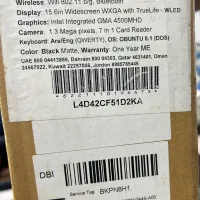 Wireless: Wifi 802.11 b/g, Bluetooth
Display: 15.6in Widescreen WXGA with TrueLife - WLED
Graphics: Intel Integrated GMA 4500MHD
Camera: 1.3 Mega pixels, 7 in 1 Card Reader
Keyboard: Ara/Eng (QWERTY), OS: OBUNTU 8.1 (DOS)
Color: Black Matte, Warranty: One Year ME
L4D42CF51D2KA
DBI
Service Tag: BKPN8H1